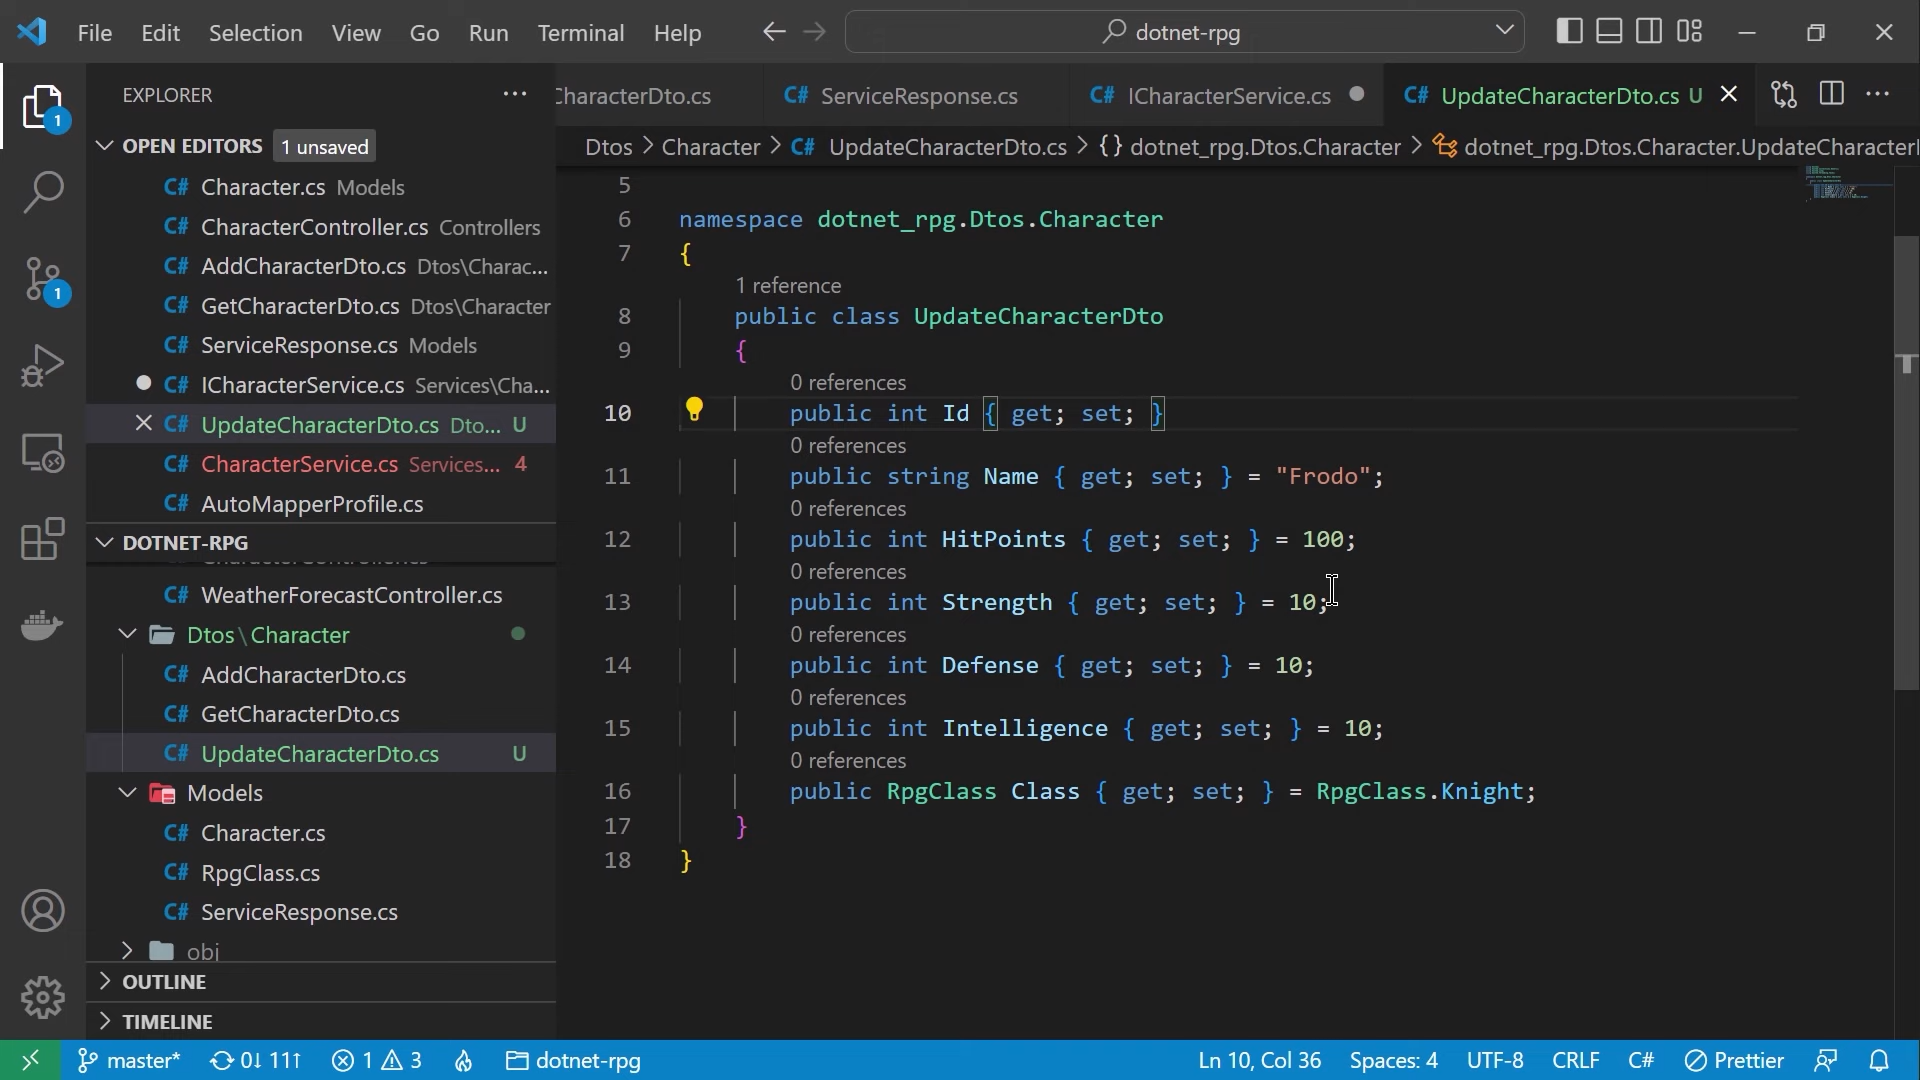 File Edit Selection View Go Run Terminal Help
dotnet-rpg
EXPLORER
OPEN EDITORS 1 unsaved
C# Character.cs Models
C# CharacterController.cs Controllers
C# AddCharacterDto.cs Dtos\Charac...
C# GetCharacterDto.cs Dtos\Character
C# ServiceResponse.cs Models
C# ICharacterService.cs Services\Cha...
C# UpdateCharacterDto.cs Dto... U
C# CharacterService.cs Services... 4
C# AutoMapperProfile.cs
DOTNET-RPG
C# WeatherForecastController.cs
Dtos\Character
C# AddCharacterDto.cs
C# GetCharacterDto.cs
C# UpdateCharacterDto.cs U
Models
C# Character.cs
C# RpgClass.cs
C# ServiceResponse.cs
obj
OUTLINE
TIMELINE
1
1
CharacterDto.cs C# ServiceResponse.cs C# ICharacterService.cs C# UpdateCharacterDto.cs U
Dtos > Character > C# UpdateCharacterDto.cs > {} dotnet_rpg.Dtos.Character > dotnet_rpg.Dtos.Character.UpdateCharacter
5
6 namespace dotnet_rpg.Dtos.Character
7 {
1 reference
8 public class UpdateCharacterDto
9 {
0 references
10 public int Id { get; set; }
0 references
11 public string Name { get; set; } = "Frodo";
0 references
12 public int HitPoints { get; set; } = 100;
0 references
13 public int Strength { get; set; } = 10;
0 references
14 public int Defense { get; set; } = 10;
0 references
15 public int Intelligence { get; set; } = 10;
0 references
16 public RpgClass Class { get; set; } = RpgClass.Knight;
17 }
18 }
master* 0↓ 11↑ 1 3 dotnet-rpg Ln 10, Col 36 Spaces: 4 UTF-8 CRLF C# Prettier